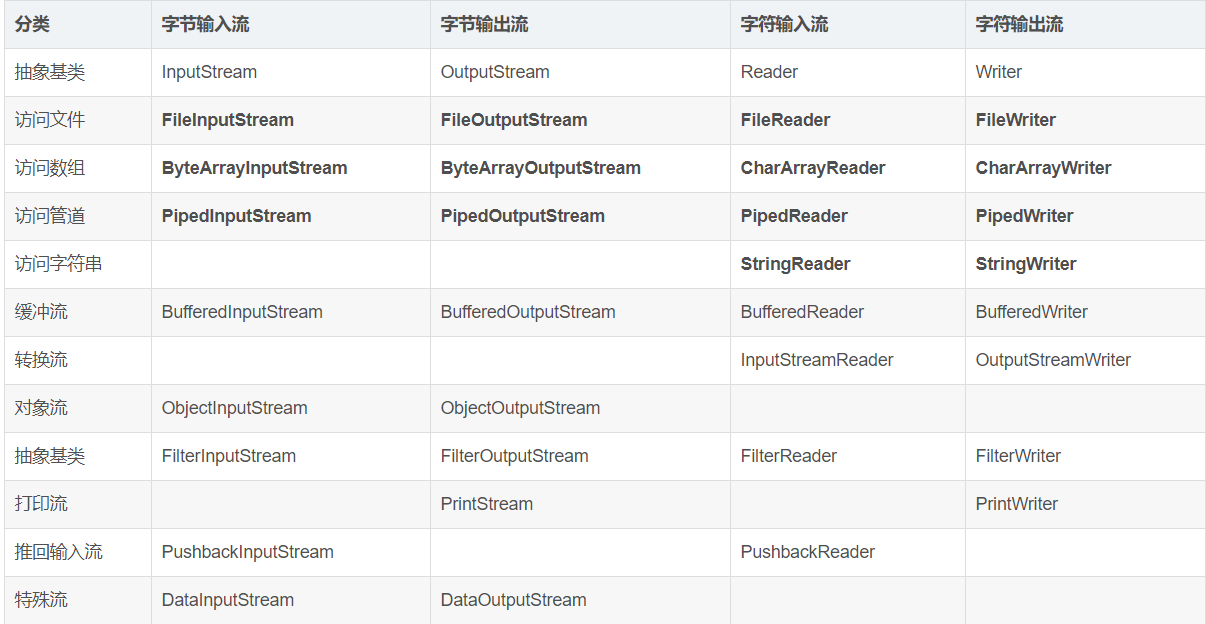 分类 字节输入流 字节输出流 字符输入流 字符输出流
抽象基类 InputStream OutputStream Reader Writer
访问文件 FileInputStream FileOutputStream FileReader FileWriter
访问数组 ByteArrayInputStream ByteArrayOutputStream CharArrayReader CharArrayWriter
访问管道 PipedInputStream PipedOutputStream PipedReader PipedWriter
访问字符串 StringReader StringWriter
缓冲流 BufferedInputStream BufferedOutputStream BufferedReader BufferedWriter
转换流 InputStreamReader OutputStreamWriter
对象流 ObjectInputStream ObjectOutputStream
抽象基类 FilterInputStream FilterOutputStream FilterReader FilterWriter
打印流 PrintStream PrintWriter
推回输入流 PushbackInputStream PushbackReader
特殊流 DataInputStream DataOutputStream